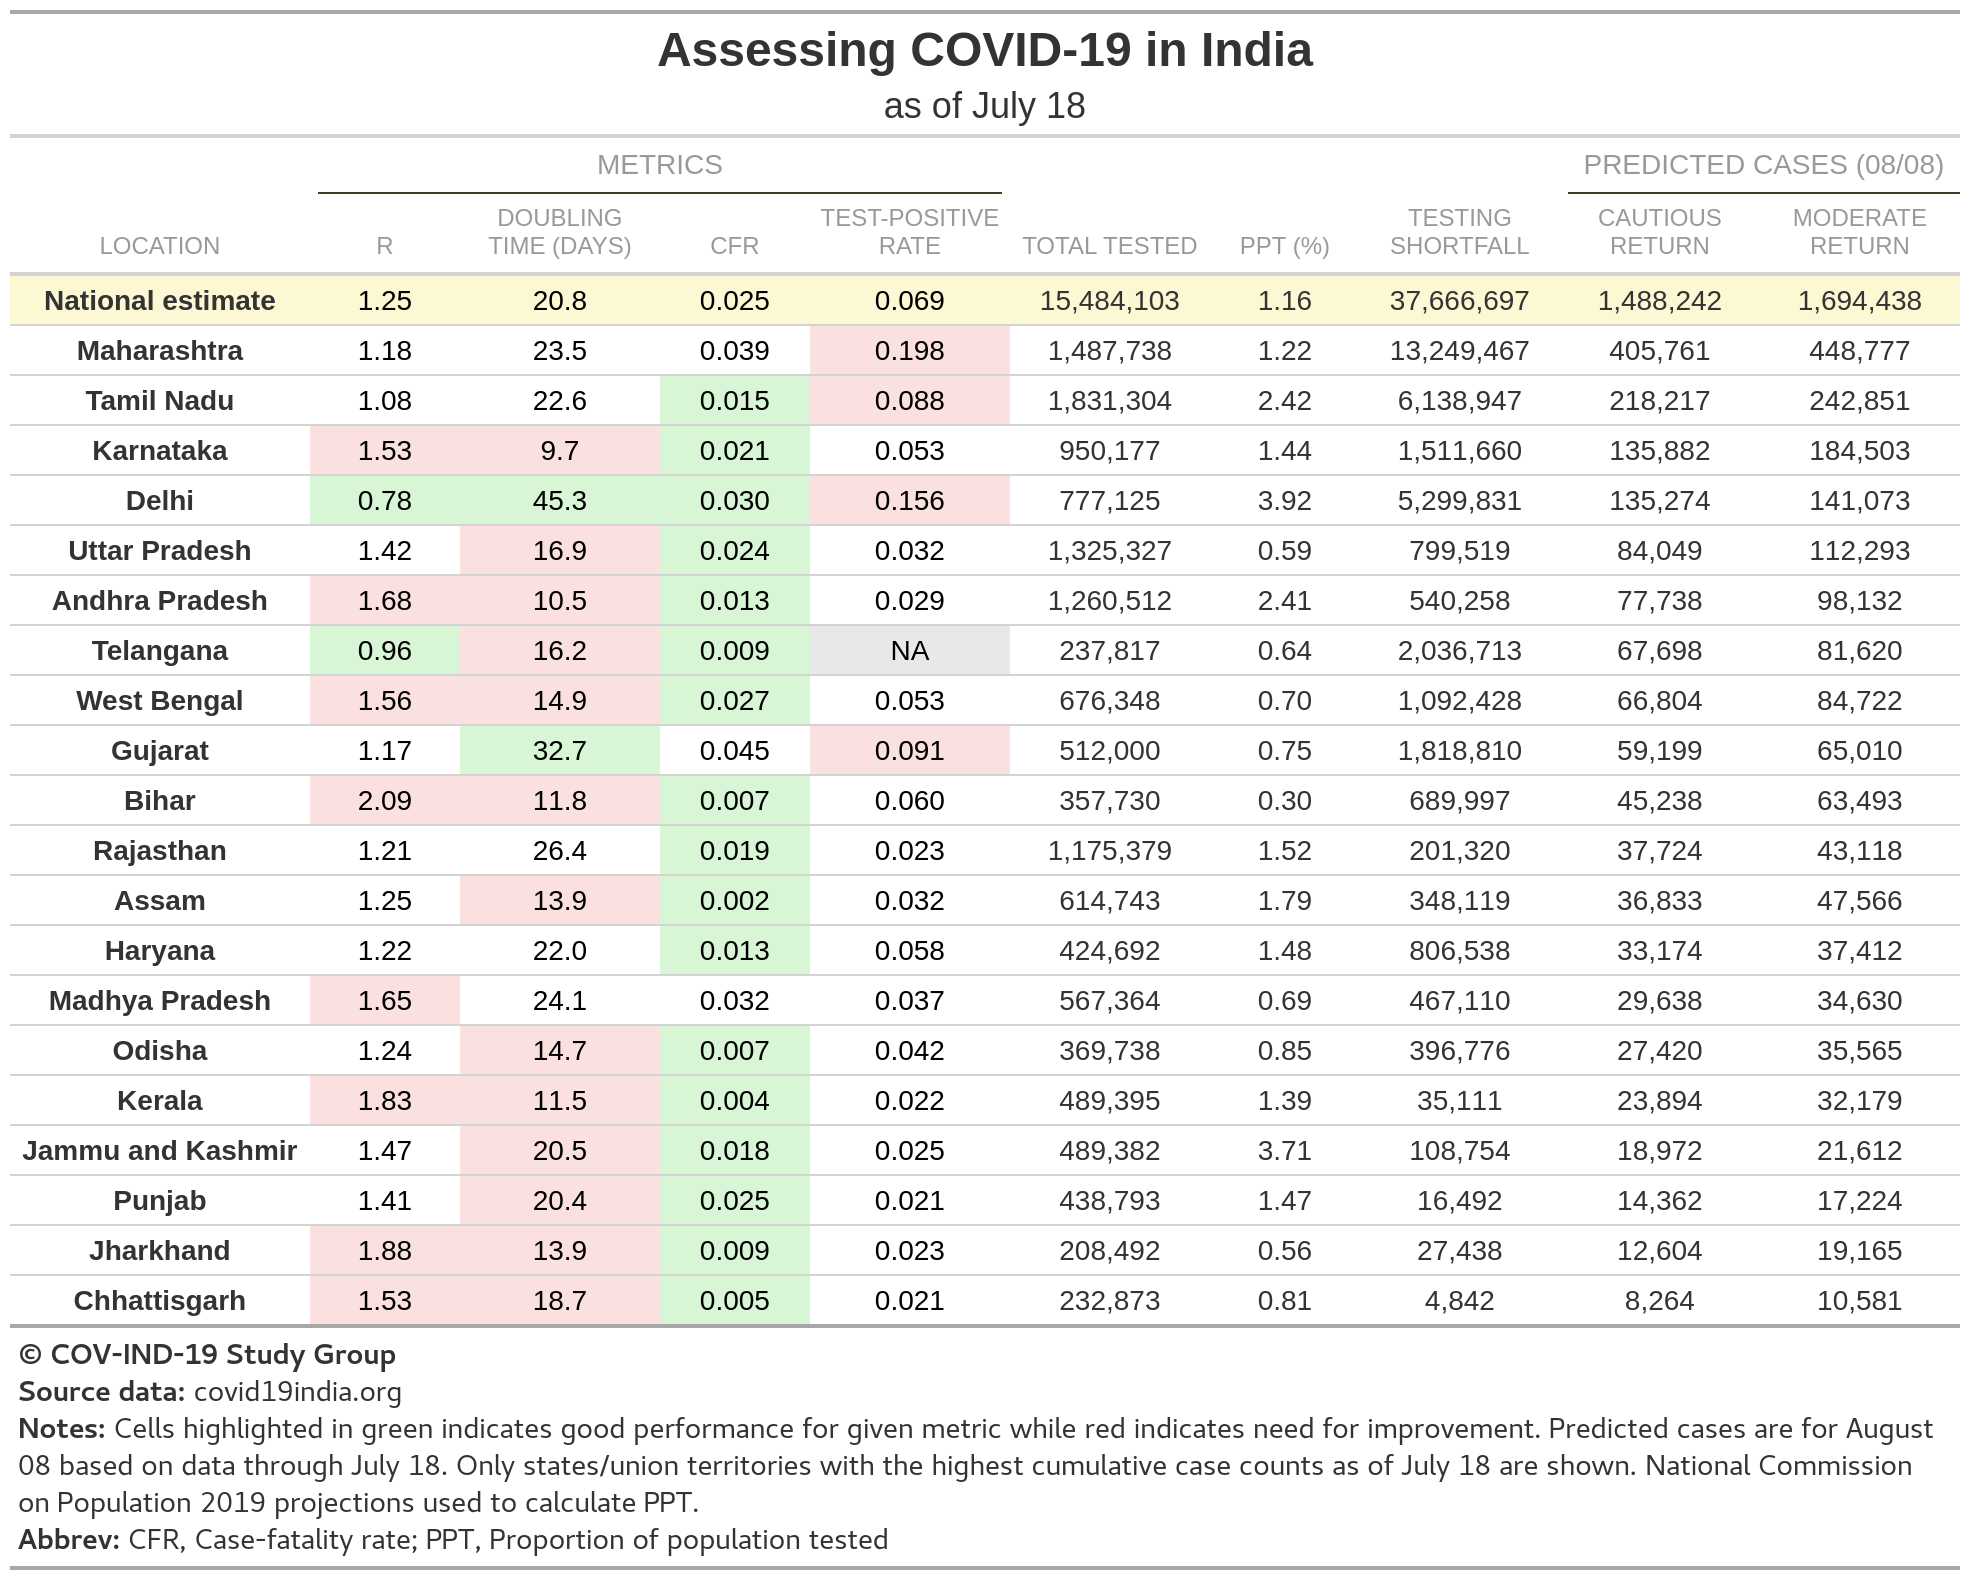 Assessing COVID-19 in India
as of July 18
METRICS PREDICTED CASES (08/08)
LOCATION R DOUBLING TIME (DAYS) CFR TEST-POSITIVE RATE TOTAL TESTED PPT (%) TESTING SHORTFALL CAUTIOUS RETURN MODERATE RETURN
National estimate 1.25 20.8 0.025 0.069 15,484,103 1.16 37,666,697 1,488,242 1,694,438
Maharashtra 1.18 23.5 0.039 0.198 1,487,738 1.22 13,249,467 405,761 448,777
Tamil Nadu 1.08 22.6 0.015 0.088 1,831,304 2.42 6,138,947 218,217 242,851
Karnataka 1.53 9.7 0.021 0.053 950,177 1.44 1,511,660 135,882 184,503
Delhi 0.78 45.3 0.030 0.156 777,125 3.92 5,299,831 135,274 141,073
Uttar Pradesh 1.42 16.9 0.024 0.032 1,325,327 0.59 799,519 84,049 112,293
Andhra Pradesh 1.68 10.5 0.013 0.029 1,260,512 2.41 540,258 77,738 98,132
Telangana 0.96 16.2 0.009 NA 237,817 0.64 2,036,713 67,698 81,620
West Bengal 1.56 14.9 0.027 0.053 676,348 0.70 1,092,428 66,804 84,722
Gujarat 1.17 32.7 0.045 0.091 512,000 0.75 1,818,810 59,199 65,010
Bihar 2.09 11.8 0.007 0.060 357,730 0.30 689,997 45,238 63,493
Rajasthan 1.21 26.4 0.019 0.023 1,175,379 1.52 201,320 37,724 43,118
Assam 1.25 13.9 0.002 0.032 614,743 1.79 348,119 36,833 47,566
Haryana 1.22 22.0 0.013 0.058 424,692 1.48 806,538 33,174 37,412
Madhya Pradesh 1.65 24.1 0.032 0.037 567,364 0.69 467,110 29,638 34,630
Odisha 1.24 14.7 0.007 0.042 369,738 0.85 396,776 27,420 35,565
Kerala 1.83 11.5 0.004 0.022 489,395 1.39 35,111 23,894 32,179
Jammu and Kashmir 1.47 20.5 0.018 0.025 489,382 3.71 108,754 18,972 21,612
Punjab 1.41 20.4 0.025 0.021 438,793 1.47 16,492 14,362 17,224
Jharkhand 1.88 13.9 0.009 0.023 208,492 0.56 27,438 12,604 19,165
Chhattisgarh 1.53 18.7 0.005 0.021 232,873 0.81 4,842 8,264 10,581
© COV-IND-19 Study Group
Source data: covid19india.org
Notes: Cells highlighted in green indicates good performance for given metric while red indicates need for improvement. Predicted cases are for August
08 based on data through July 18. Only states/union territories with the highest cumulative case counts as of July 18 are shown. National Commission
on Population 2019 projections used to calculate PPT.
Abbrev: CFR, Case-fatality rate; PPT, Proportion of population tested